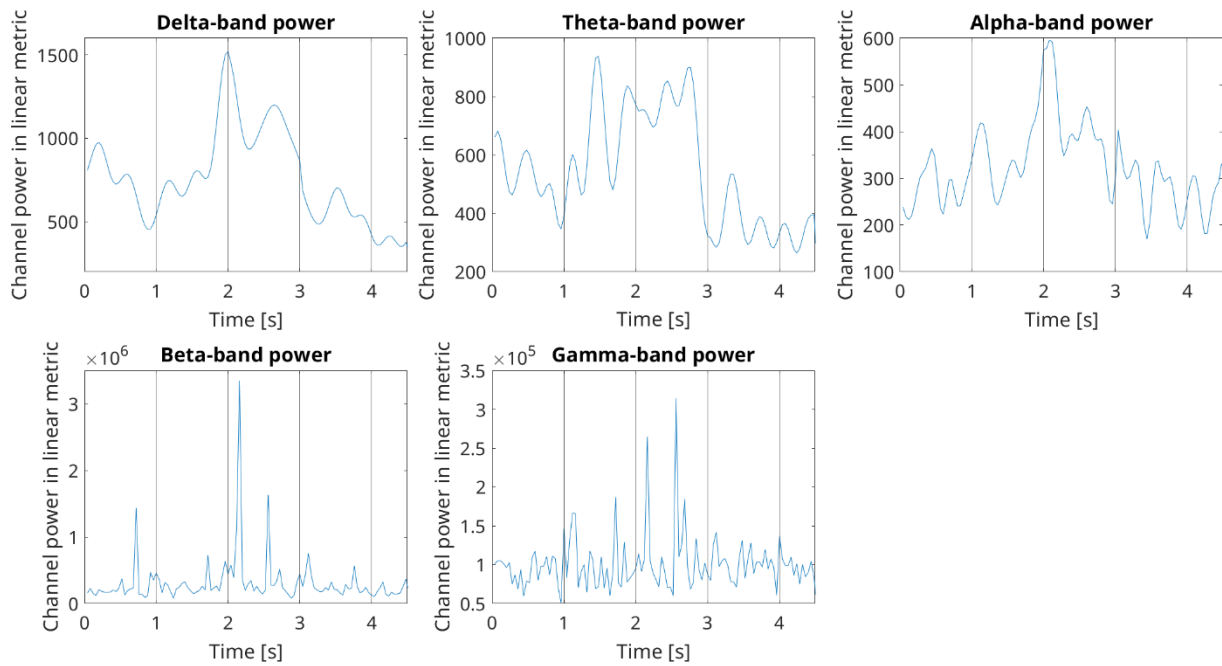 Delta-band power
Channel power in linear metric
1500
1000
500
0 1 2 3 4
Time [s]
Theta-band power
Channel power in linear metric
1000
800
600
400
200
0 1 2 3 4
Time [s]
Alpha-band power
Channel power in linear metric
600
500
400
300
200
100
0 1 2 3 4
Time [s]
×10⁶
Beta-band power
Channel power in linear metric
3
2
1
0
0 1 2 3 4
Time [s]
×10⁵
Gamma-band power
Channel power in linear metric
3.5
3
2.5
2
1.5
1
0.5
0 1 2 3 4
Time [s]